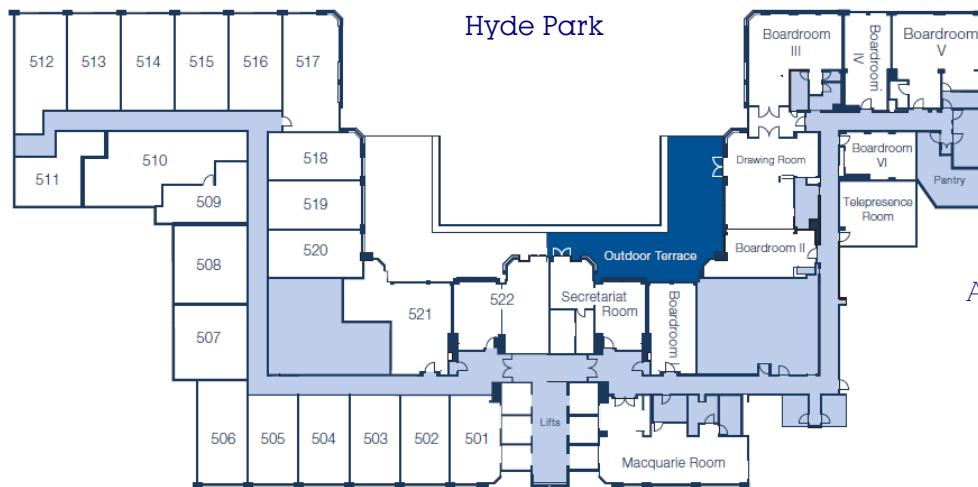 Hyde Park
512
513
514
515
516
517
Boardroom
III
Boardroom
IV
Boardroom
V
510
511
509
518
519
520
508
507
Drawing Room
Boardroom
VI
Pantry
Telepresence
Room
Boardroom II
Outdoor Terrace
521
522
Secretariat
Room
Boardroom I
A
506
505
504
503
502
501
Lifts
Macquarie Room